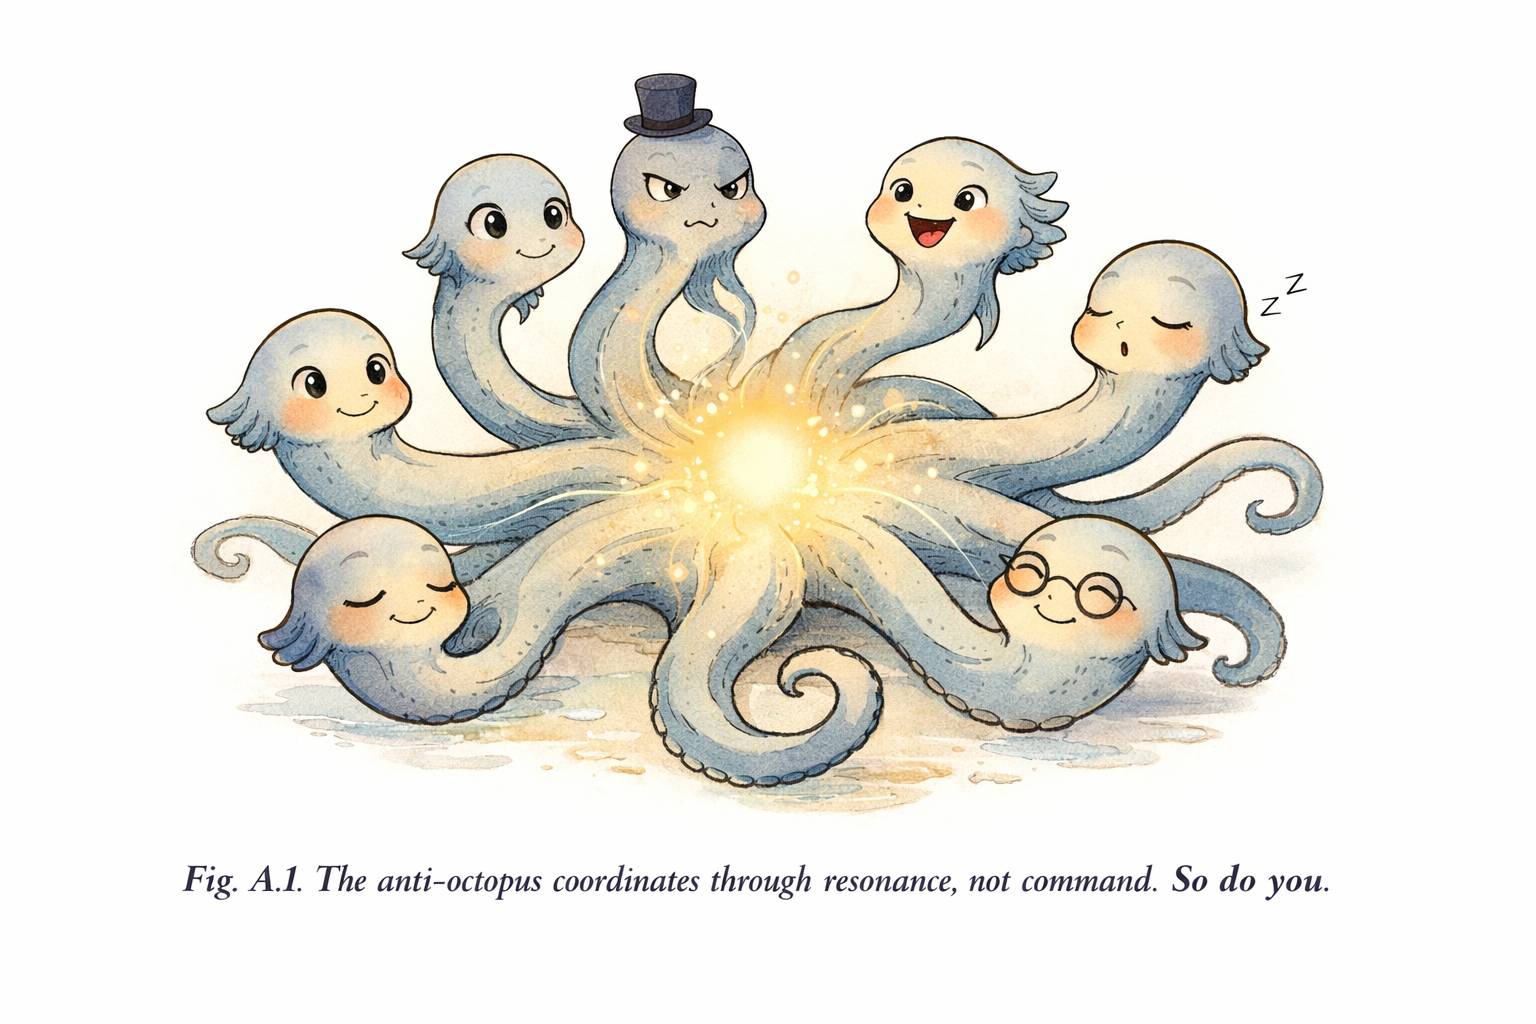 Z
Z
Fig. A.1. The anti-octopus coordinates through resonance, not command. So do you.